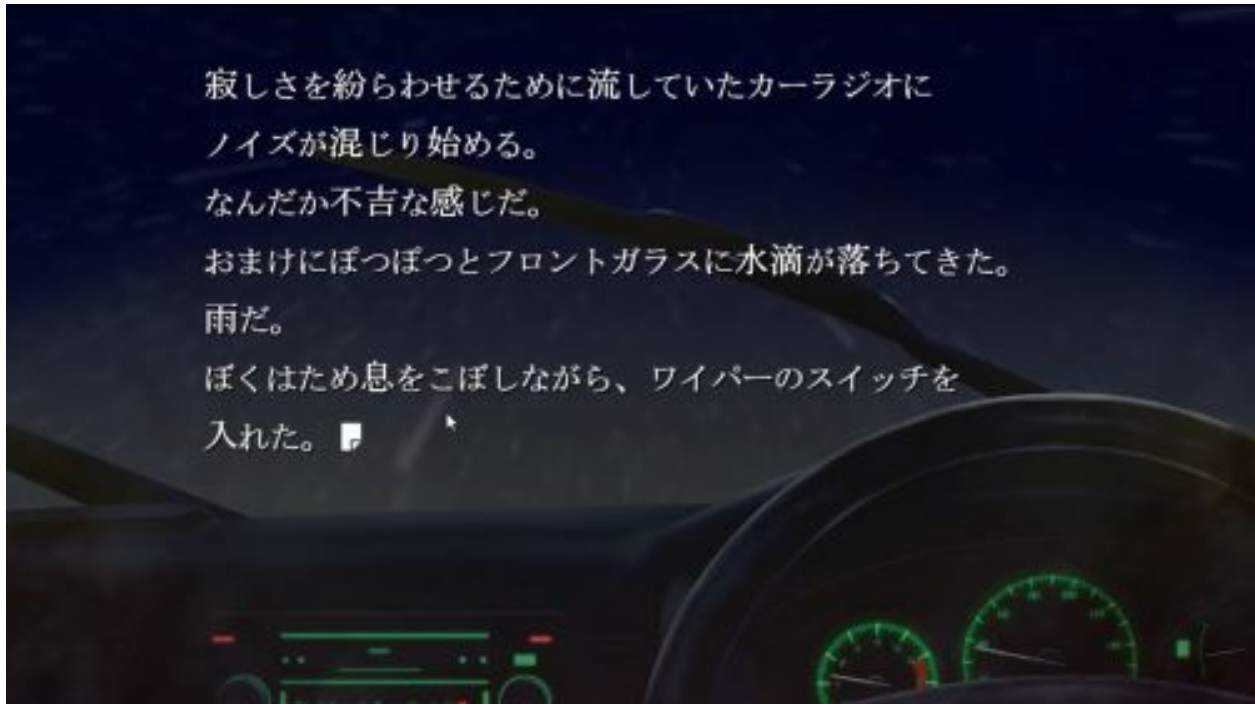 寂しさを紛らわせるために流していたカーラジオに
ノイズが混じり始める。
なんだか不吉な感じだ。
おまけにぽつぽつとフロントガラスに水滴が落ちてきた。
雨だ。
ぼくはため息をこぼしながら、ワイパーのスイッチを
入れた。